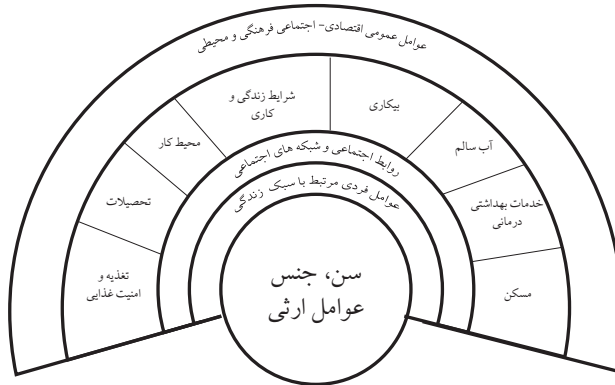 عوامل عمومی اقتصادی- اجتماعی فرهنگی و محیطی
بیکاری
شرایط زندگی و
کاری
آب سالم
محیط کار
روابط اجتماعی و شبکه های اجتماعی
خدمات بهداشتی
درمانی
تحصیلات
عوامل فردی مرتبط با سبک زندگی
مسکن
تغذیه و
امنیت غذایی
سن، جنس
عوامل ارثی